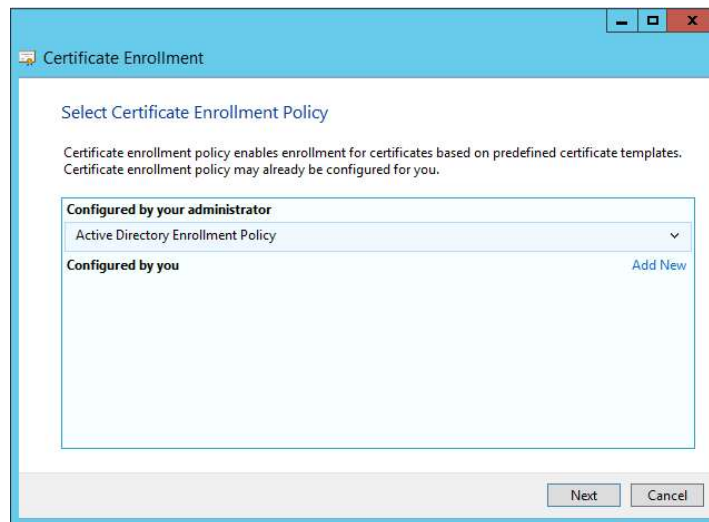 Certificate Enrollment
Select Certificate Enrollment Policy
Certificate enrollment policy enables enrollment for certificates based on predefined certificate templates.
Certificate enrollment policy may already be configured for you.
Configured by your administrator
Active Directory Enrollment Policy
Configured by you Add New
Next Cancel